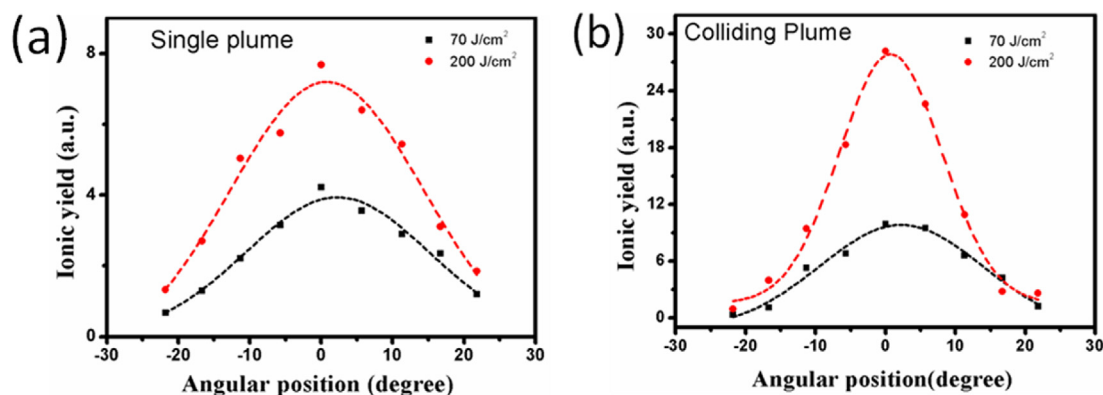 (a)
Single plume
70 J/cm²
200 J/cm²
8
4
0
Ionic yield (a.u.)
-30 -20 -10 0 10 20 30
Angular position (degree)
(b)
Colliding Plume
70 J/cm²
200 J/cm²
30
24
18
12
6
0
Ionic yield (a.u.)
-30 -20 -10 0 10 20 30
Angular position(degree)